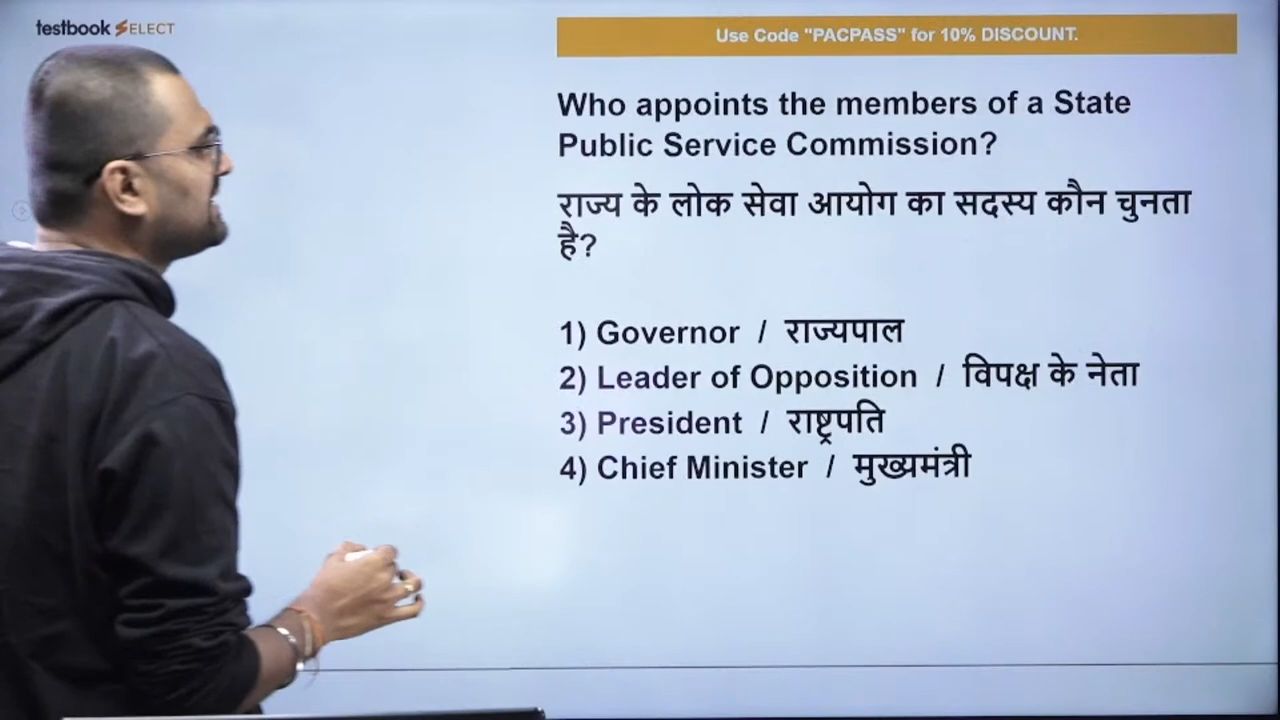 testbook SELECT
Use Code "PACPASS" for 10% DISCOUNT.
Who appoints the members of a State
Public Service Commission?
राज्य के लोक सेवा आयोग का सदस्य कौन चुनता
है?
1) Governor / राज्यपाल
2) Leader of Opposition / विपक्ष के नेता
3) President / राष्ट्रपति
4) Chief Minister / मुख्यमंत्री